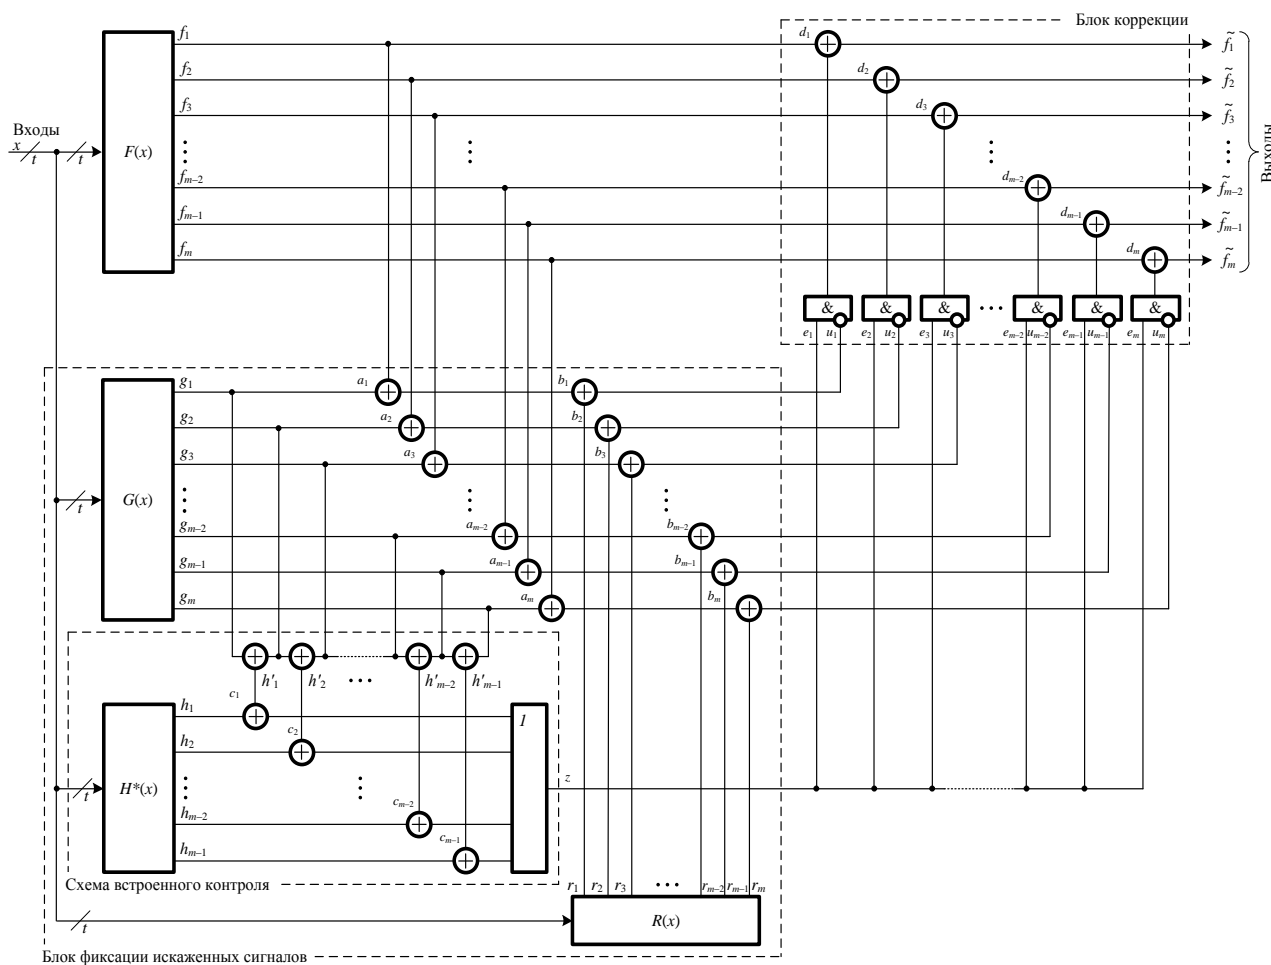 Блок коррекции
f₁ d₁ f̃₁
f₂ d₂ f̃₂
f₃ d₃ f̃₃
Входы
x t t F(x)
Выходы
fₘ₋₂ dₘ₋₂ f̃ₘ₋₂
fₘ₋₁ dₘ₋₁ f̃ₘ₋₁
fₘ dₘ f̃ₘ
& & & ··· & & &
e₁ u₁ e₂ u₂ e₃ u₃ eₘ₋₂ uₘ₋₂ eₘ₋₁ uₘ₋₁ eₘ uₘ
g₁ a₁ b₁
g₂ a₂ b₂
g₃ a₃ b₃
t G(x)
gₘ₋₂ aₘ₋₂ bₘ₋₂
gₘ₋₁ aₘ₋₁ bₘ₋₁
gₘ aₘ bₘ
h′₁ h′₂ ··· h′ₘ₋₂ h′ₘ₋₁
h₁ c₁ 1
h₂ c₂
t H*(x) z
hₘ₋₂ cₘ₋₂
hₘ₋₁ cₘ₋₁
Схема встроенного контроля
r₁ r₂ r₃ ··· rₘ₋₂ rₘ₋₁ rₘ
t R(x)
Блок фиксации искаженных сигналов